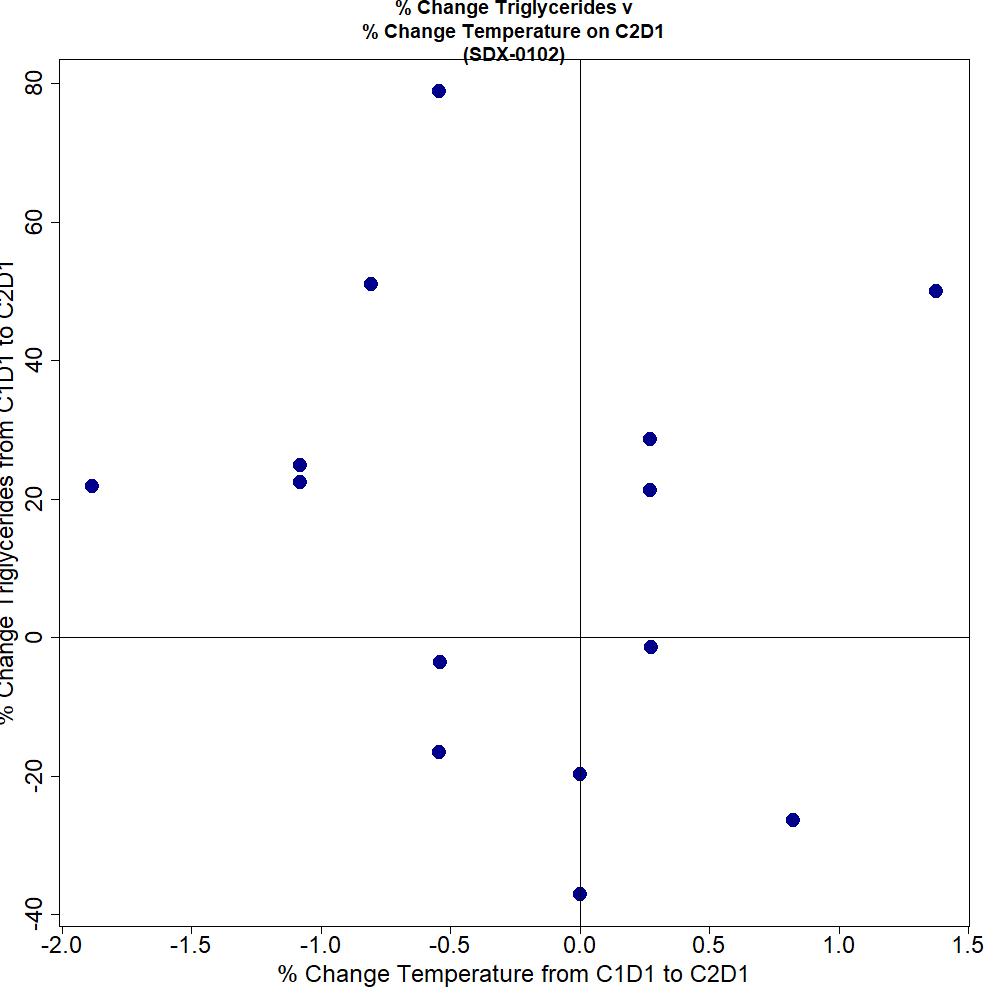 % Change Triglycerides v
% Change Temperature on C2D1
(SDX-0102)
% Change Triglycerides from C1D1 to C2D1
80
60
40
20
0
-20
-40
-2.0 -1.5 -1.0 -0.5 0.0 0.5 1.0 1.5
% Change Temperature from C1D1 to C2D1